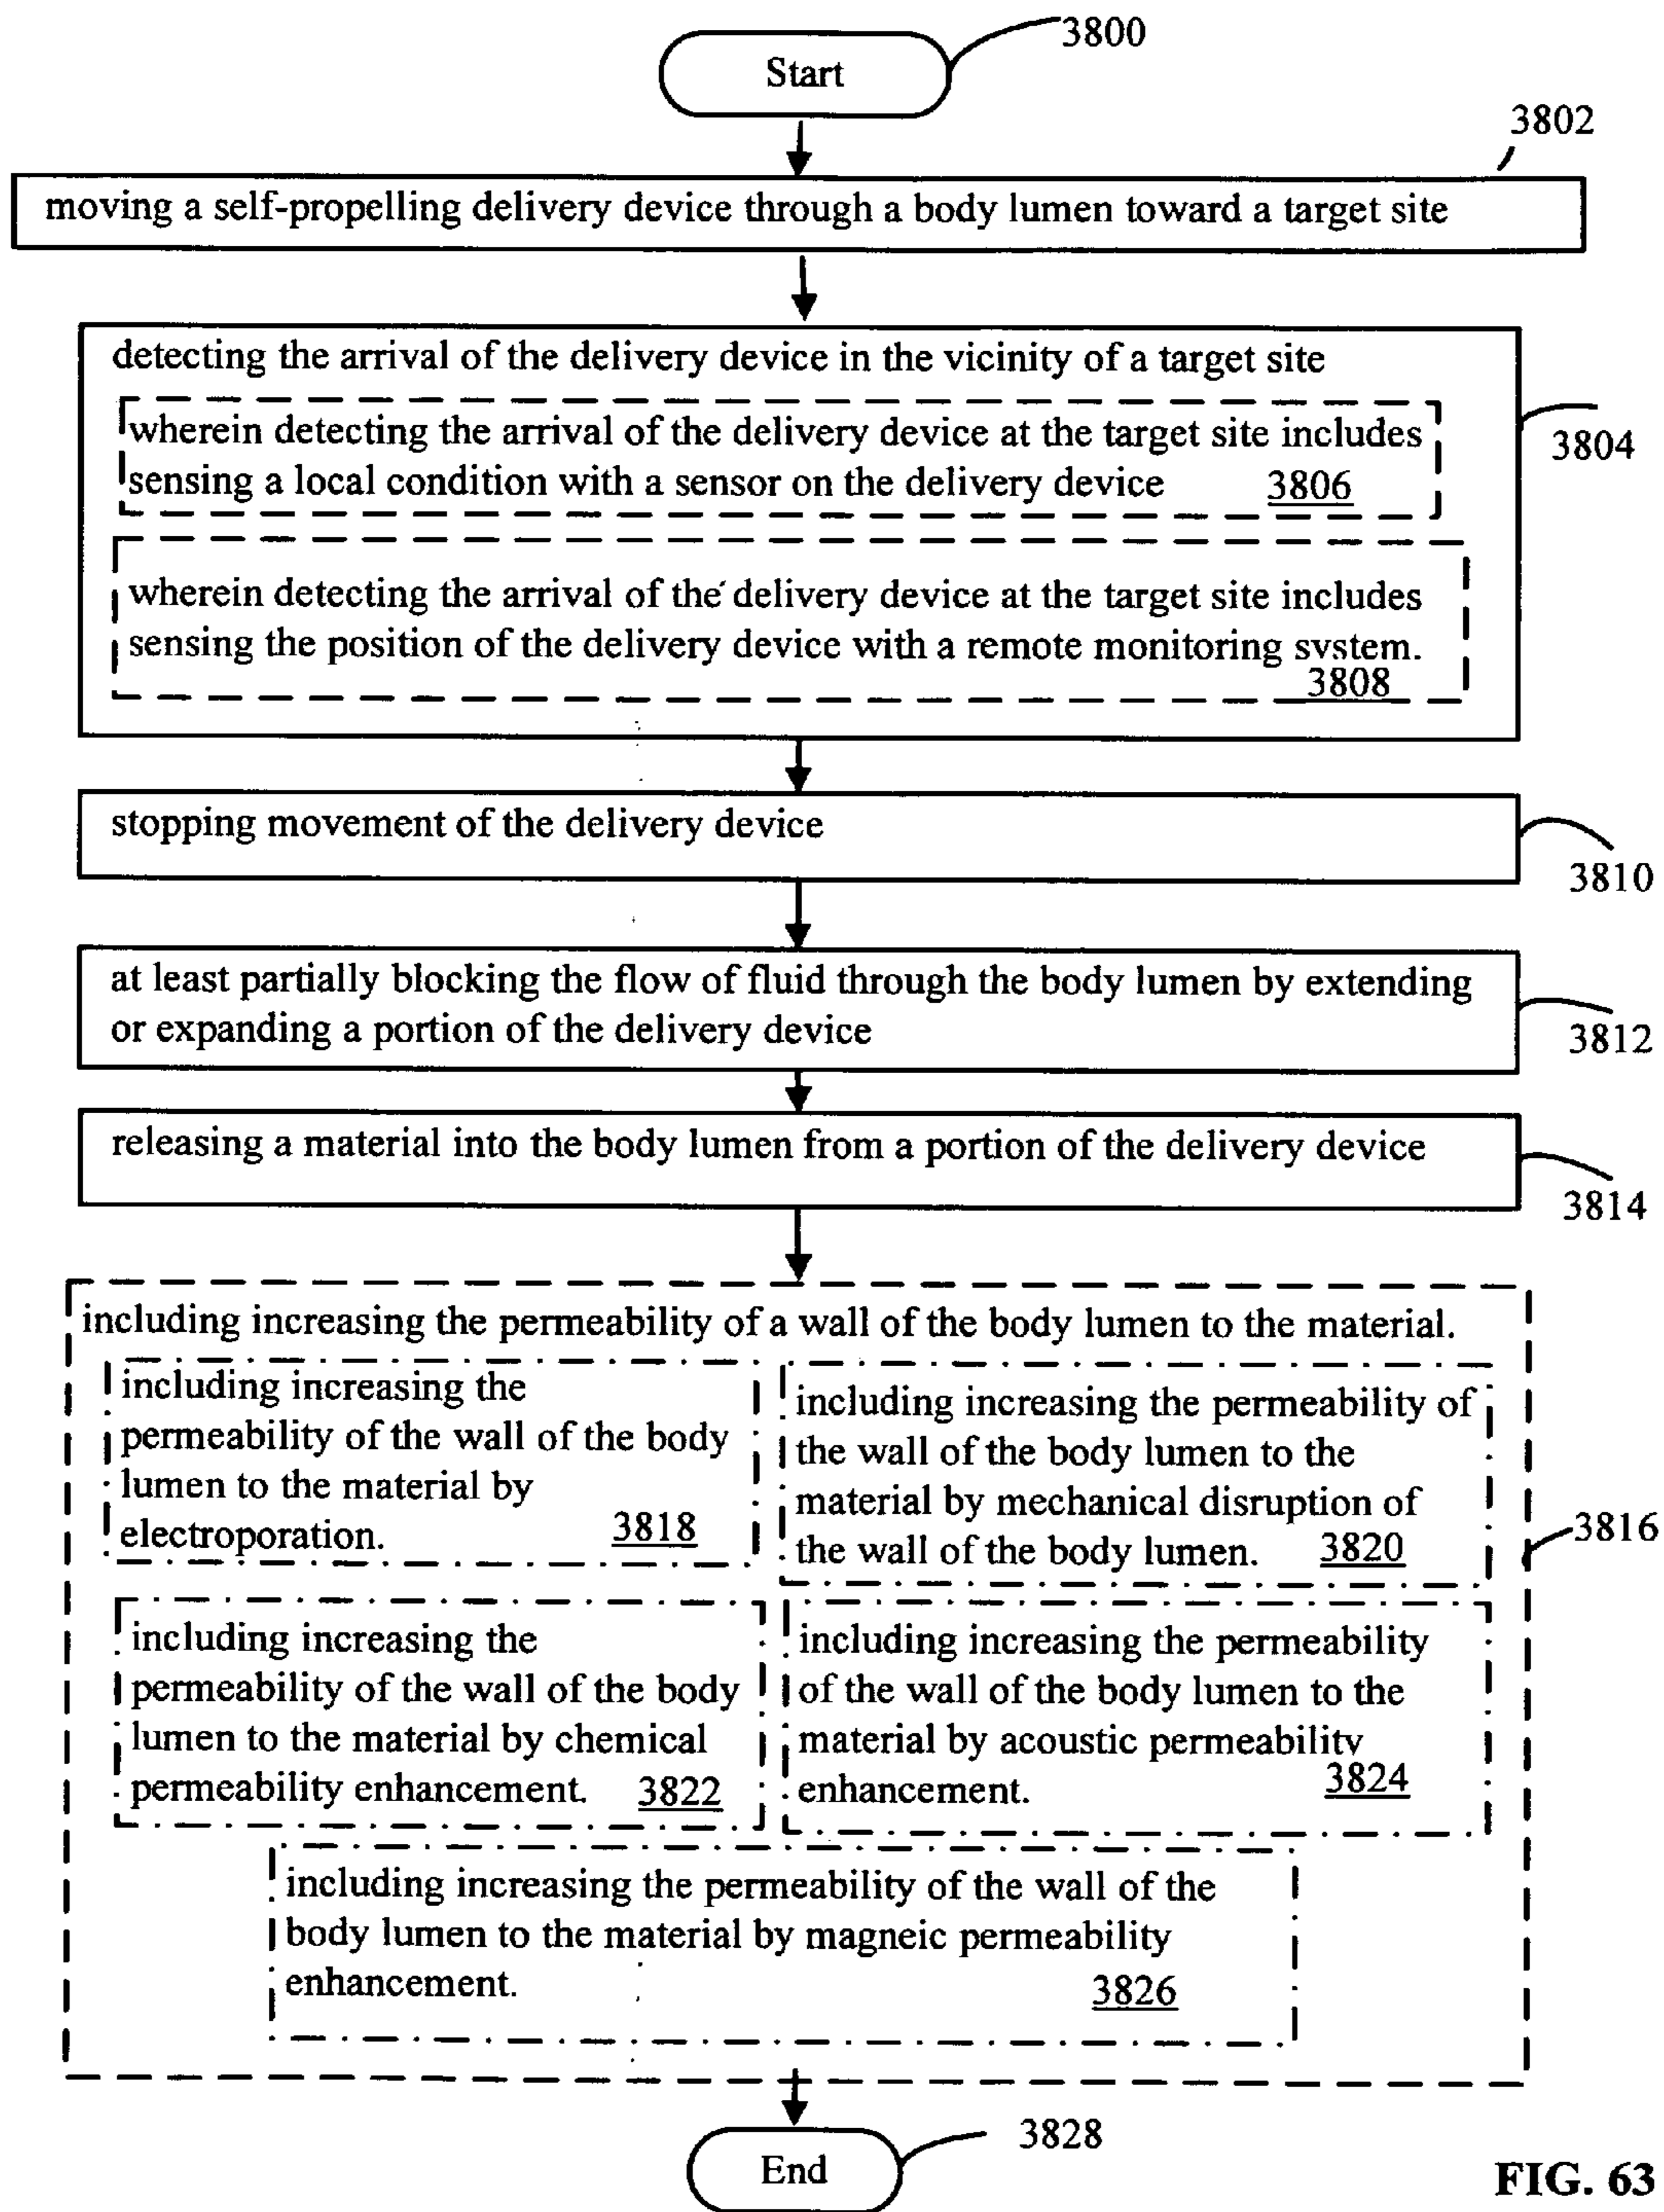 3800
Start
3802
moving a self-propelling delivery device through a body lumen toward a target site
detecting the arrival of the delivery device in the vicinity of a target site
wherein detecting the arrival of the delivery device at the target site includes
sensing a local condition with a sensor on the delivery device 3806
3804
wherein detecting the arrival of the delivery device at the target site includes
sensing the position of the delivery device with a remote monitoring system.
3808
stopping movement of the delivery device
3810
at least partially blocking the flow of fluid through the body lumen by extending
or expanding a portion of the delivery device
3812
releasing a material into the body lumen from a portion of the delivery device
3814
including increasing the permeability of a wall of the body lumen to the material.
including increasing the
permeability of the wall of the body
lumen to the material by
electroporation. 3818
including increasing the permeability of
the wall of the body lumen to the
material by mechanical disruption of
the wall of the body lumen. 3820
3816
including increasing the
permeability of the wall of the body
lumen to the material by chemical
permeability enhancement. 3822
including increasing the permeability
of the wall of the body lumen to the
material by acoustic permeability
enhancement. 3824
including increasing the permeability of the wall of the
body lumen to the material by magneic permeability
enhancement. 3826
End
3828
FIG. 63